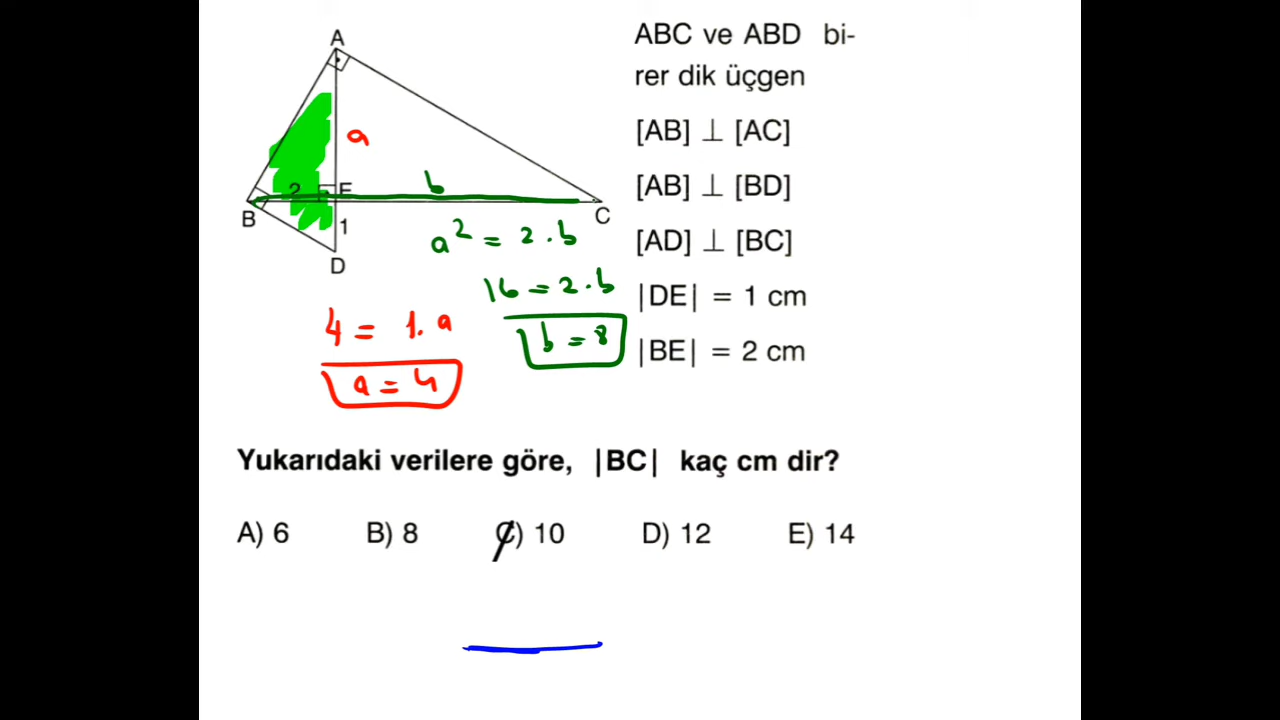 A
ABC ve ABD bi-
rer dik üçgen
[AB] ⊥ [AC]
a
[AB] ⊥ [BD]
2
E
b
B
C
1
D
a² = 2.b
[AD] ⊥ [BC]
16 = 2.b
|DE| = 1 cm
4 = 1.a
b = 8
|BE| = 2 cm
a = 4
Yukarıdaki verilere göre, |BC| kaç cm dir?
A) 6 B) 8 C) 10 D) 12 E) 14